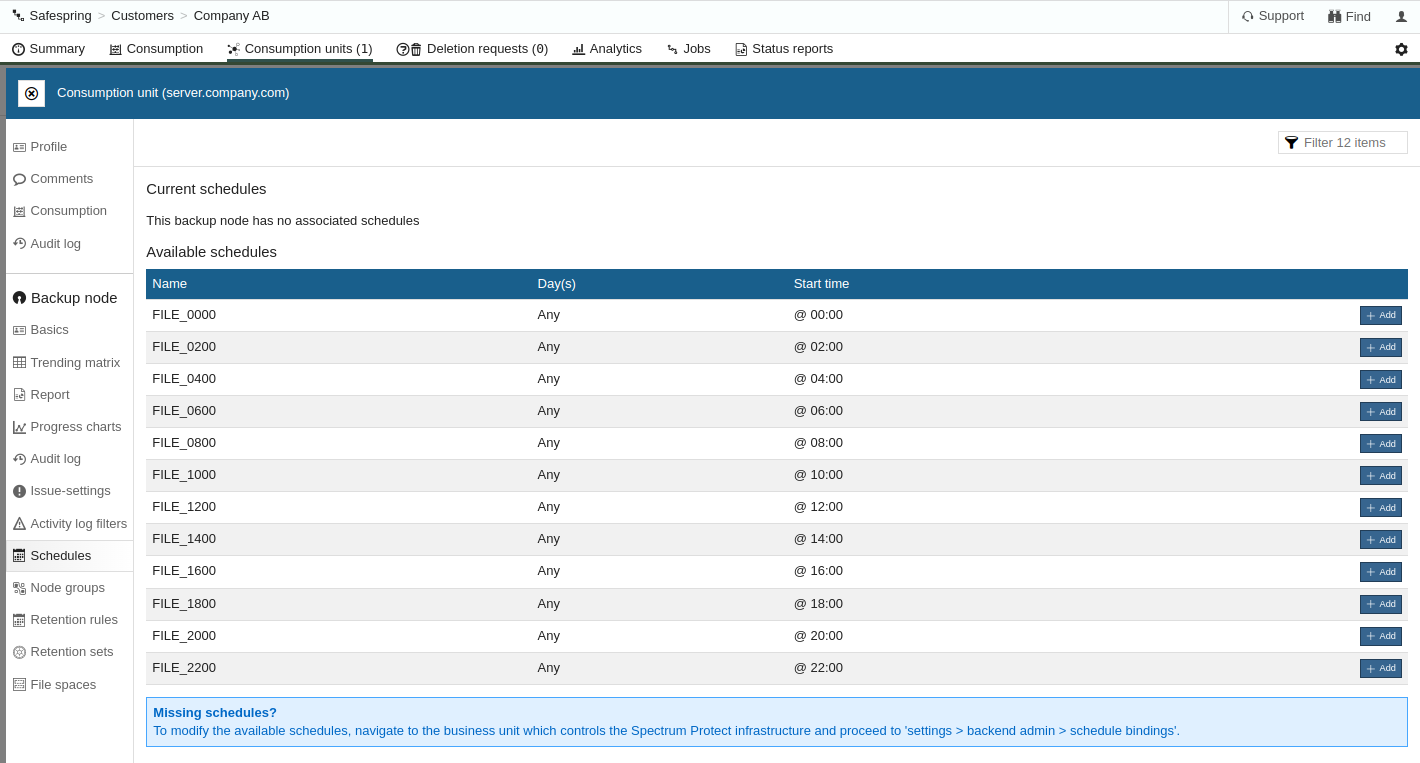 Safespring > Customers > Company AB
Support
Find
Summary
Consumption
Consumption units (1)
Deletion requests (0)
Analytics
Jobs
Status reports
Consumption unit (server.company.com)
Profile
Comments
Consumption
Audit log
Backup node
Basics
Trending matrix
Report
Progress charts
Audit log
Issue-settings
Activity log filters
Schedules
Node groups
Retention rules
Retention sets
File spaces
Filter 12 items
Current schedules
This backup node has no associated schedules
Available schedules
Name Day(s) Start time
FILE_0000 Any @ 00:00 Add
FILE_0200 Any @ 02:00 Add
FILE_0400 Any @ 04:00 Add
FILE_0600 Any @ 06:00 Add
FILE_0800 Any @ 08:00 Add
FILE_1000 Any @ 10:00 Add
FILE_1200 Any @ 12:00 Add
FILE_1400 Any @ 14:00 Add
FILE_1600 Any @ 16:00 Add
FILE_1800 Any @ 18:00 Add
FILE_2000 Any @ 20:00 Add
FILE_2200 Any @ 22:00 Add
Missing schedules?
To modify the available schedules, navigate to the business unit which controls the Spectrum Protect infrastructure and proceed to 'settings > backend admin > schedule bindings'.